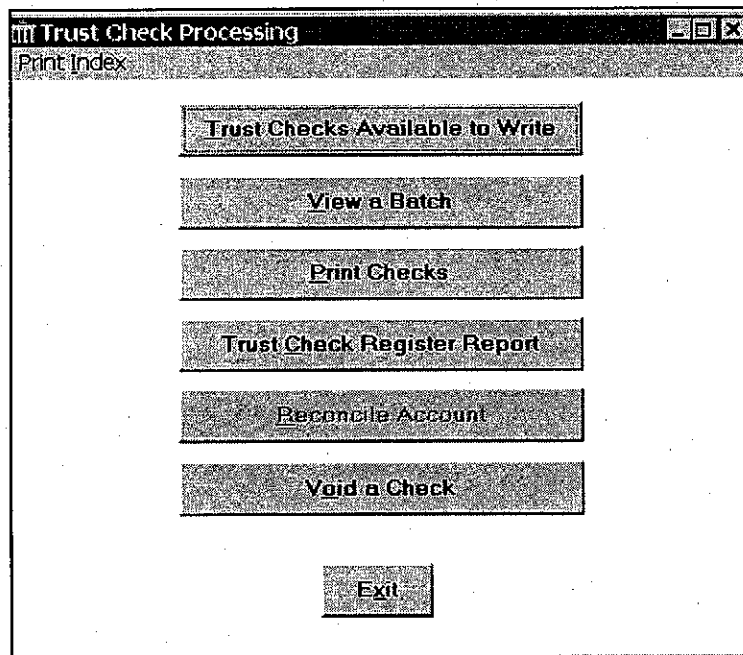 Trust Check Processing
Print Index
Trust Checks Available to Write
View a Batch
Print Checks
Trust Check Register Report
Reconcile Account
Void a Check
Exit